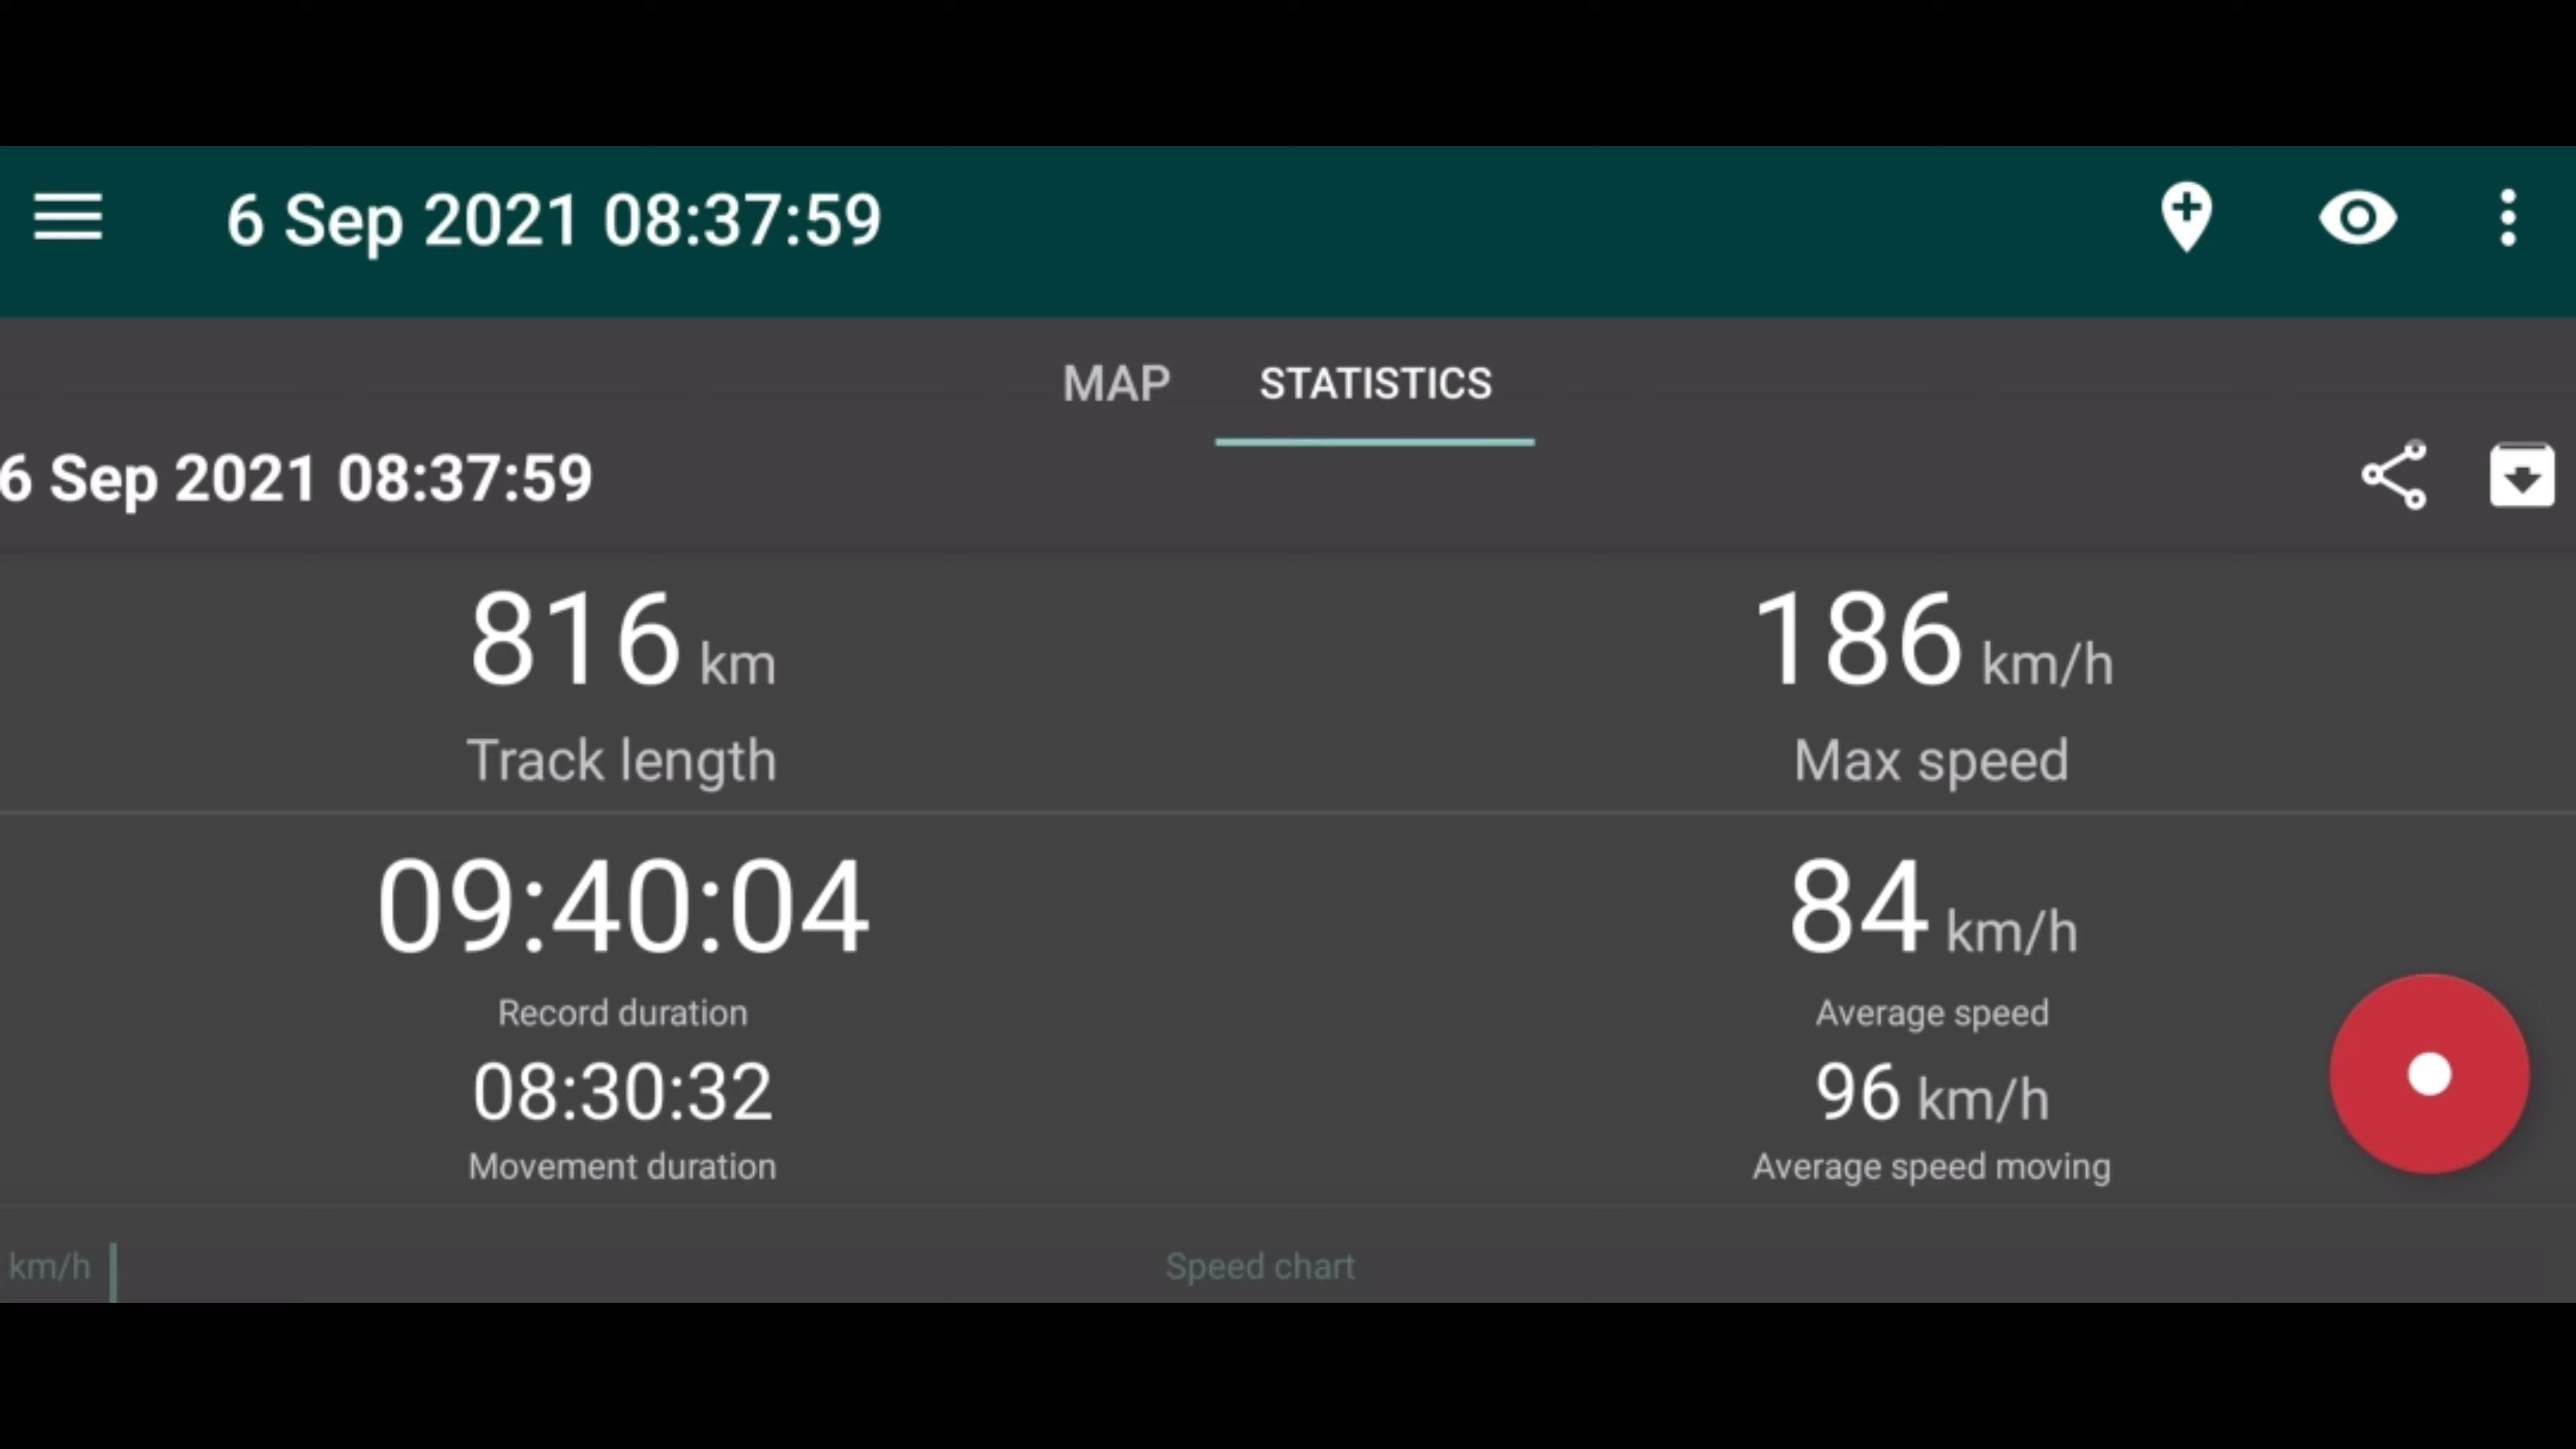 6 Sep 2021 08:37:59
MAP STATISTICS
6 Sep 2021 08:37:59
816 km
Track length
186 km/h
Max speed
09:40:04
Record duration
84 km/h
Average speed
08:30:32
Movement duration
96 km/h
Average speed moving
km/h
Speed chart